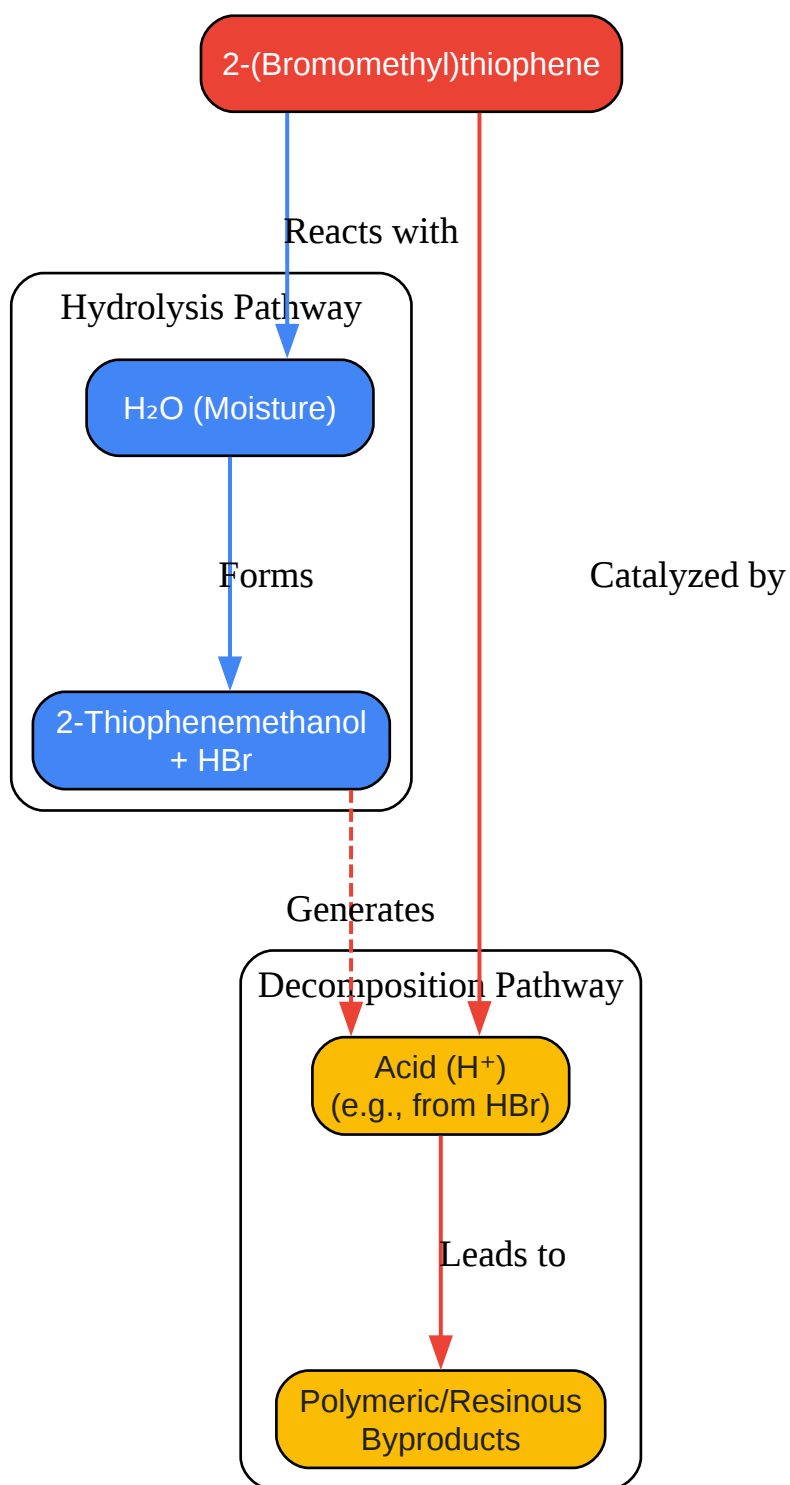 2-(Bromomethyl)thiophene
Reacts with
Hydrolysis Pathway
H₂O (Moisture)
Forms
Catalyzed by
2-Thiophenemethanol
+ HBr
Generates
Decomposition Pathway
Acid (H⁺)
(e.g., from HBr)
Leads to
Polymeric/Resinous
Byproducts